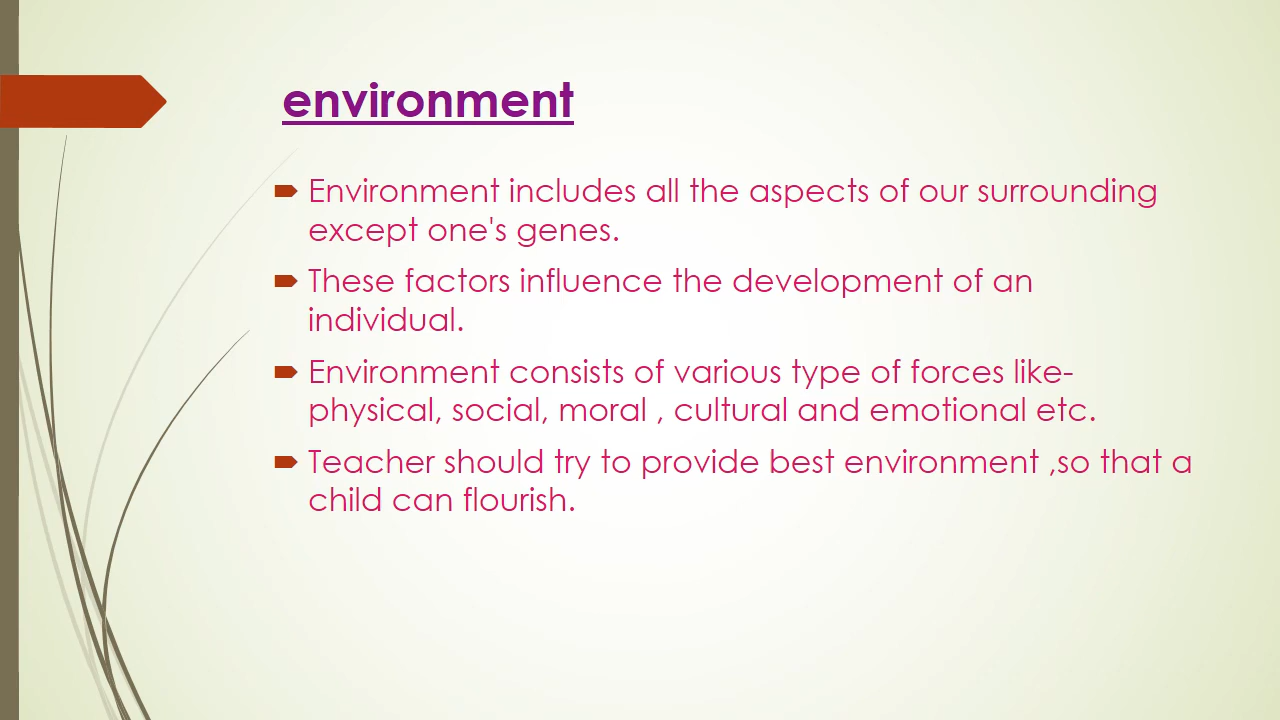 environment
Environment includes all the aspects of our surrounding
except one's genes.
These factors influence the development of an
individual.
Environment consists of various type of forces like-
physical, social, moral , cultural and emotional etc.
Teacher should try to provide best environment ,so that a
child can flourish.